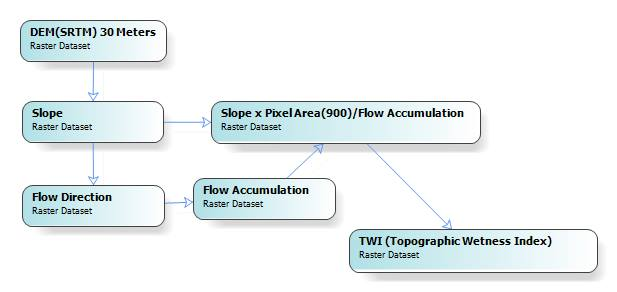 DEM(SRTM) 30 Meters
Raster Dataset
Slope
Raster Dataset
Slope x Pixel Area(900)/Flow Accumulation
Raster Dataset
Flow Direction
Raster Dataset
Flow Accumulation
Raster Dataset
TWI (Topographic Wetness Index)
Raster Dataset